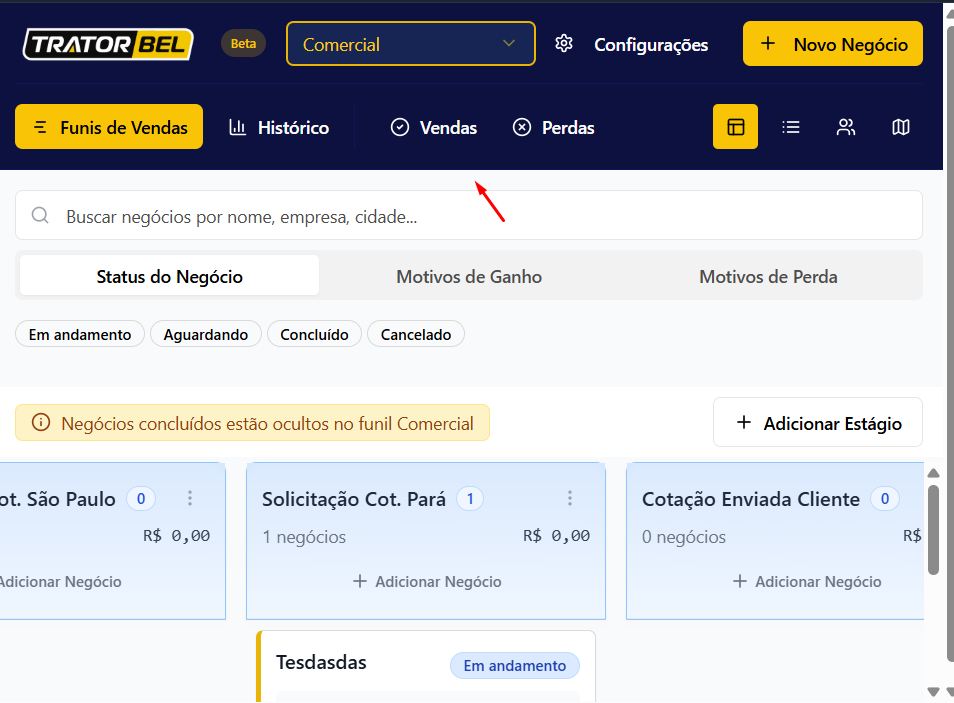 TRATORBEL Beta Comercial Configurações + Novo Negócio
Funis de Vendas Histórico Vendas Perdas
Buscar negócios por nome, empresa, cidade...
Status do Negócio Motivos de Ganho Motivos de Perda
Em andamento Aguardando Concluído Cancelado
Negócios concluídos estão ocultos no funil Comercial + Adicionar Estágio
ot. São Paulo 0 Solicitação Cot. Pará 1 Cotação Enviada Cliente 0
R$ 0,00 1 negócios R$ 0,00 0 negócios R$
Adicionar Negócio + Adicionar Negócio + Adicionar Negócio
Tesdasdas Em andamento